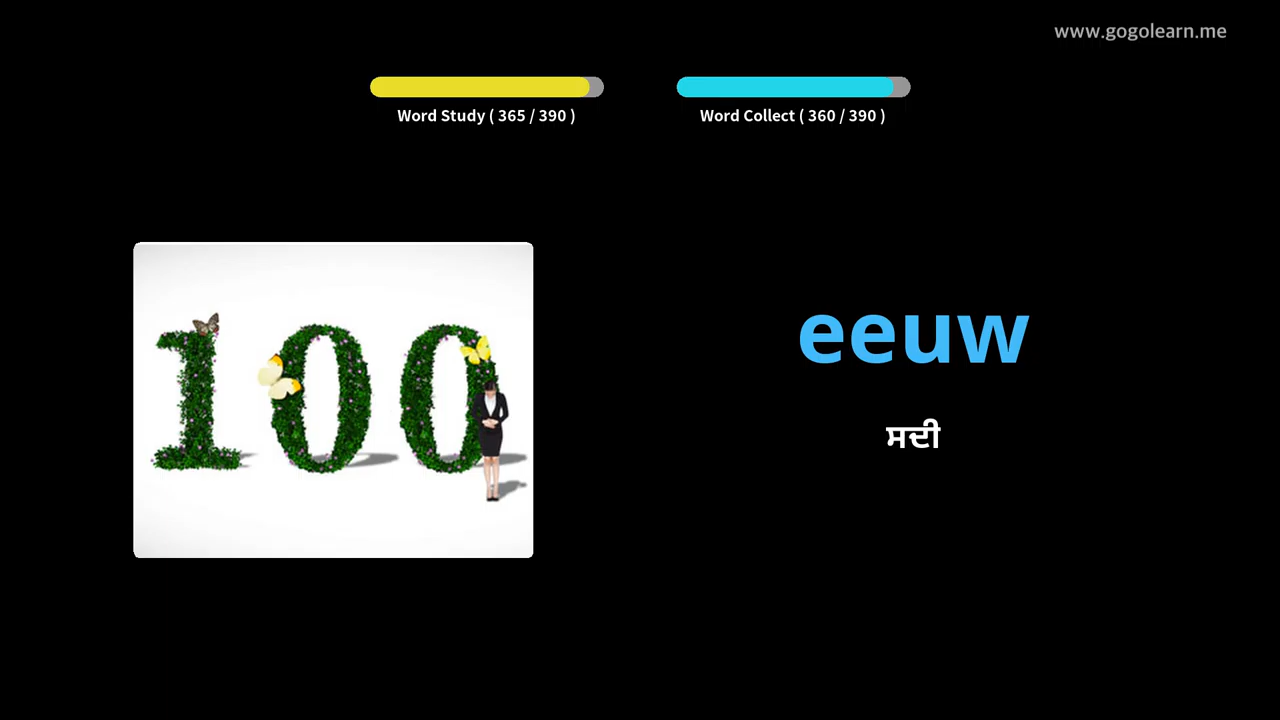 www.gogolearn.me
Word Study ( 365 / 390 )
Word Collect ( 360 / 390 )
100
eeuw
ਸਦੀ